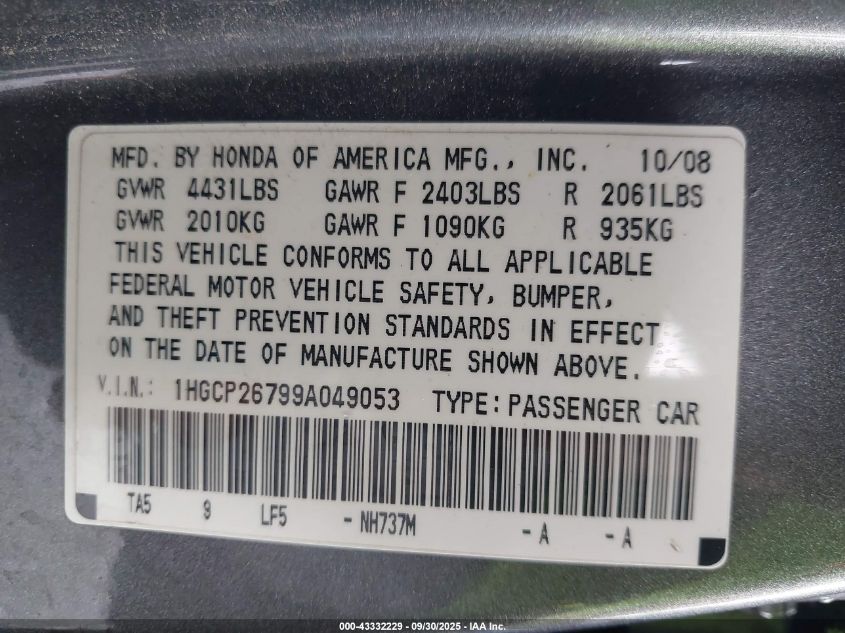 MFD. BY HONDA OF AMERICA MFG., INC. 10/08
GVWR 4431LBS GAWR F 2403LBS R 2061LBS
GVWR 2010KG GAWR F 1090KG R 935KG
THIS VEHICLE CONFORMS TO ALL APPLICABLE
FEDERAL MOTOR VEHICLE SAFETY, BUMPER,
AND THEFT PREVENTION STANDARDS IN EFFECT
ON THE DATE OF MANUFACTURE SHOWN ABOVE.
V.I.N.: 1HGCP26799A049053 TYPE: PASSENGER CAR
TA5 9 LF5 - NH737M - A - A
000-43332229 - 09/30/2025 - IAA Inc.